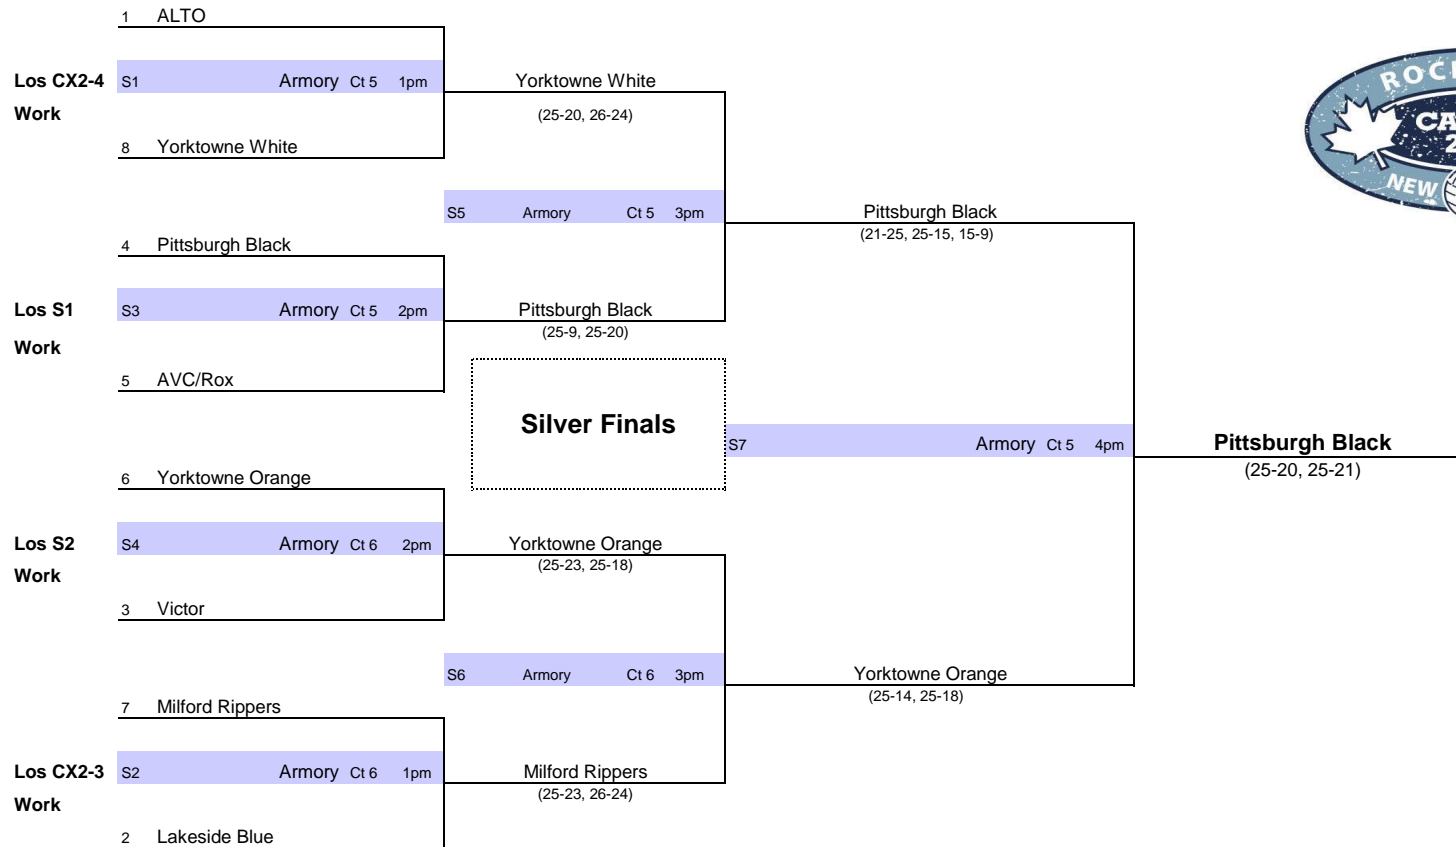 1 ALTO
Los CX2-4 S1 Armory Ct 5 1pm Yorktowne White
Work (25-20, 26-24)
8 Yorktowne White
S5 Armory Ct 5 3pm Pittsburgh Black
(21-25, 25-15, 15-9)
4 Pittsburgh Black
Los S1 S3 Armory Ct 5 2pm Pittsburgh Black
(25-9, 25-20)
Work
5 AVC/Rox
Silver Finals
S7 Armory Ct 5 4pm Pittsburgh Black
(25-20, 25-21)
6 Yorktowne Orange
Los S2 S4 Armory Ct 6 2pm Yorktowne Orange
(25-23, 25-18)
Work
3 Victor
S6 Armory Ct 6 3pm Yorktowne Orange
(25-14, 25-18)
7 Milford Rippers
Los CX2-3 S2 Armory Ct 6 1pm Milford Rippers
(25-23, 26-24)
Work
2 Lakeside Blue
NEW